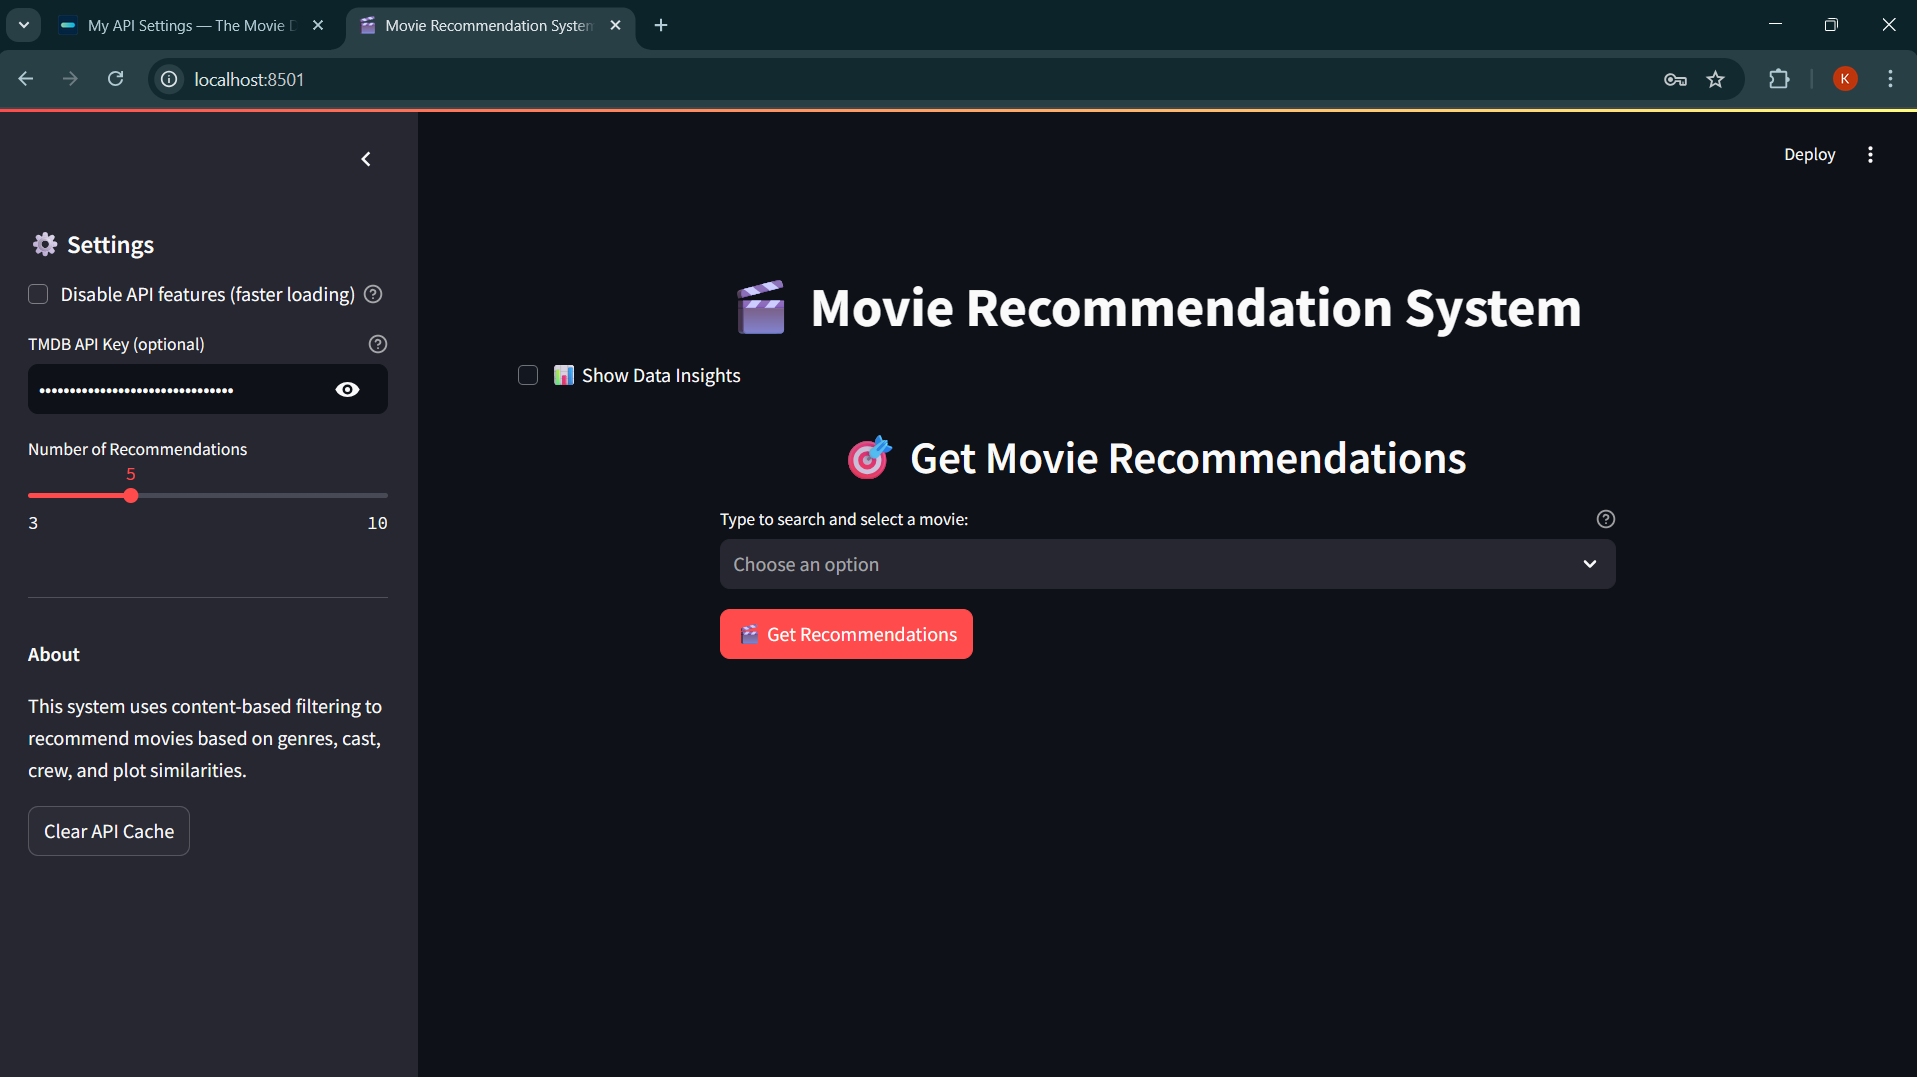 My API Settings — The Movie D
Movie Recommendation System
localhost:8501
K
Deploy
Settings
Disable API features (faster loading)
TMDB API Key (optional)
Number of Recommendations
5
3 10
About
This system uses content-based filtering to
recommend movies based on genres, cast,
crew, and plot similarities.
Clear API Cache
Movie Recommendation System
Show Data Insights
Get Movie Recommendations
Type to search and select a movie:
Choose an option
Get Recommendations